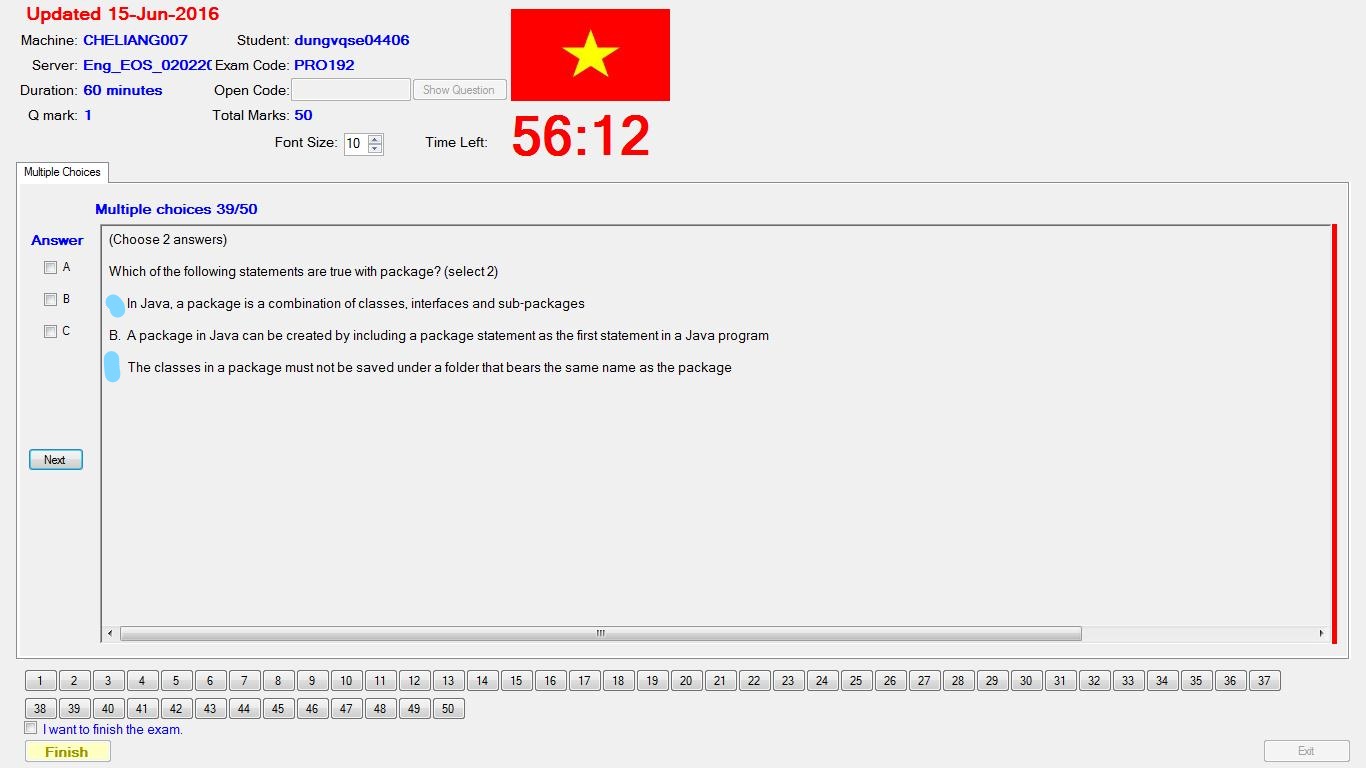 Updated 15-Jun-2016
Machine: CHELIANG007 Student: dungvqse04406
Server: Eng_EOS_02022 Exam Code: PRO192
Duration: 60 minutes Open Code: Show Question
Q mark: 1 Total Marks: 50
Font Size: 10 Time Left: 56:12
Multiple Choices
Multiple choices 39/50
Answer
(Choose 2 answers)
A
Which of the following statements are true with package? (select 2)
B
In Java, a package is a combination of classes, interfaces and sub-packages
C
B. A package in Java can be created by including a package statement as the first statement in a Java program
The classes in a package must not be saved under a folder that bears the same name as the package
Next
1 2 3 4 5 6 7 8 9 10 11 12 13 14 15 16 17 18 19 20 21 22 23 24 25 26 27 28 29 30 31 32 33 34 35 36 37
38 39 40 41 42 43 44 45 46 47 48 49 50
I want to finish the exam.
Finish Exit